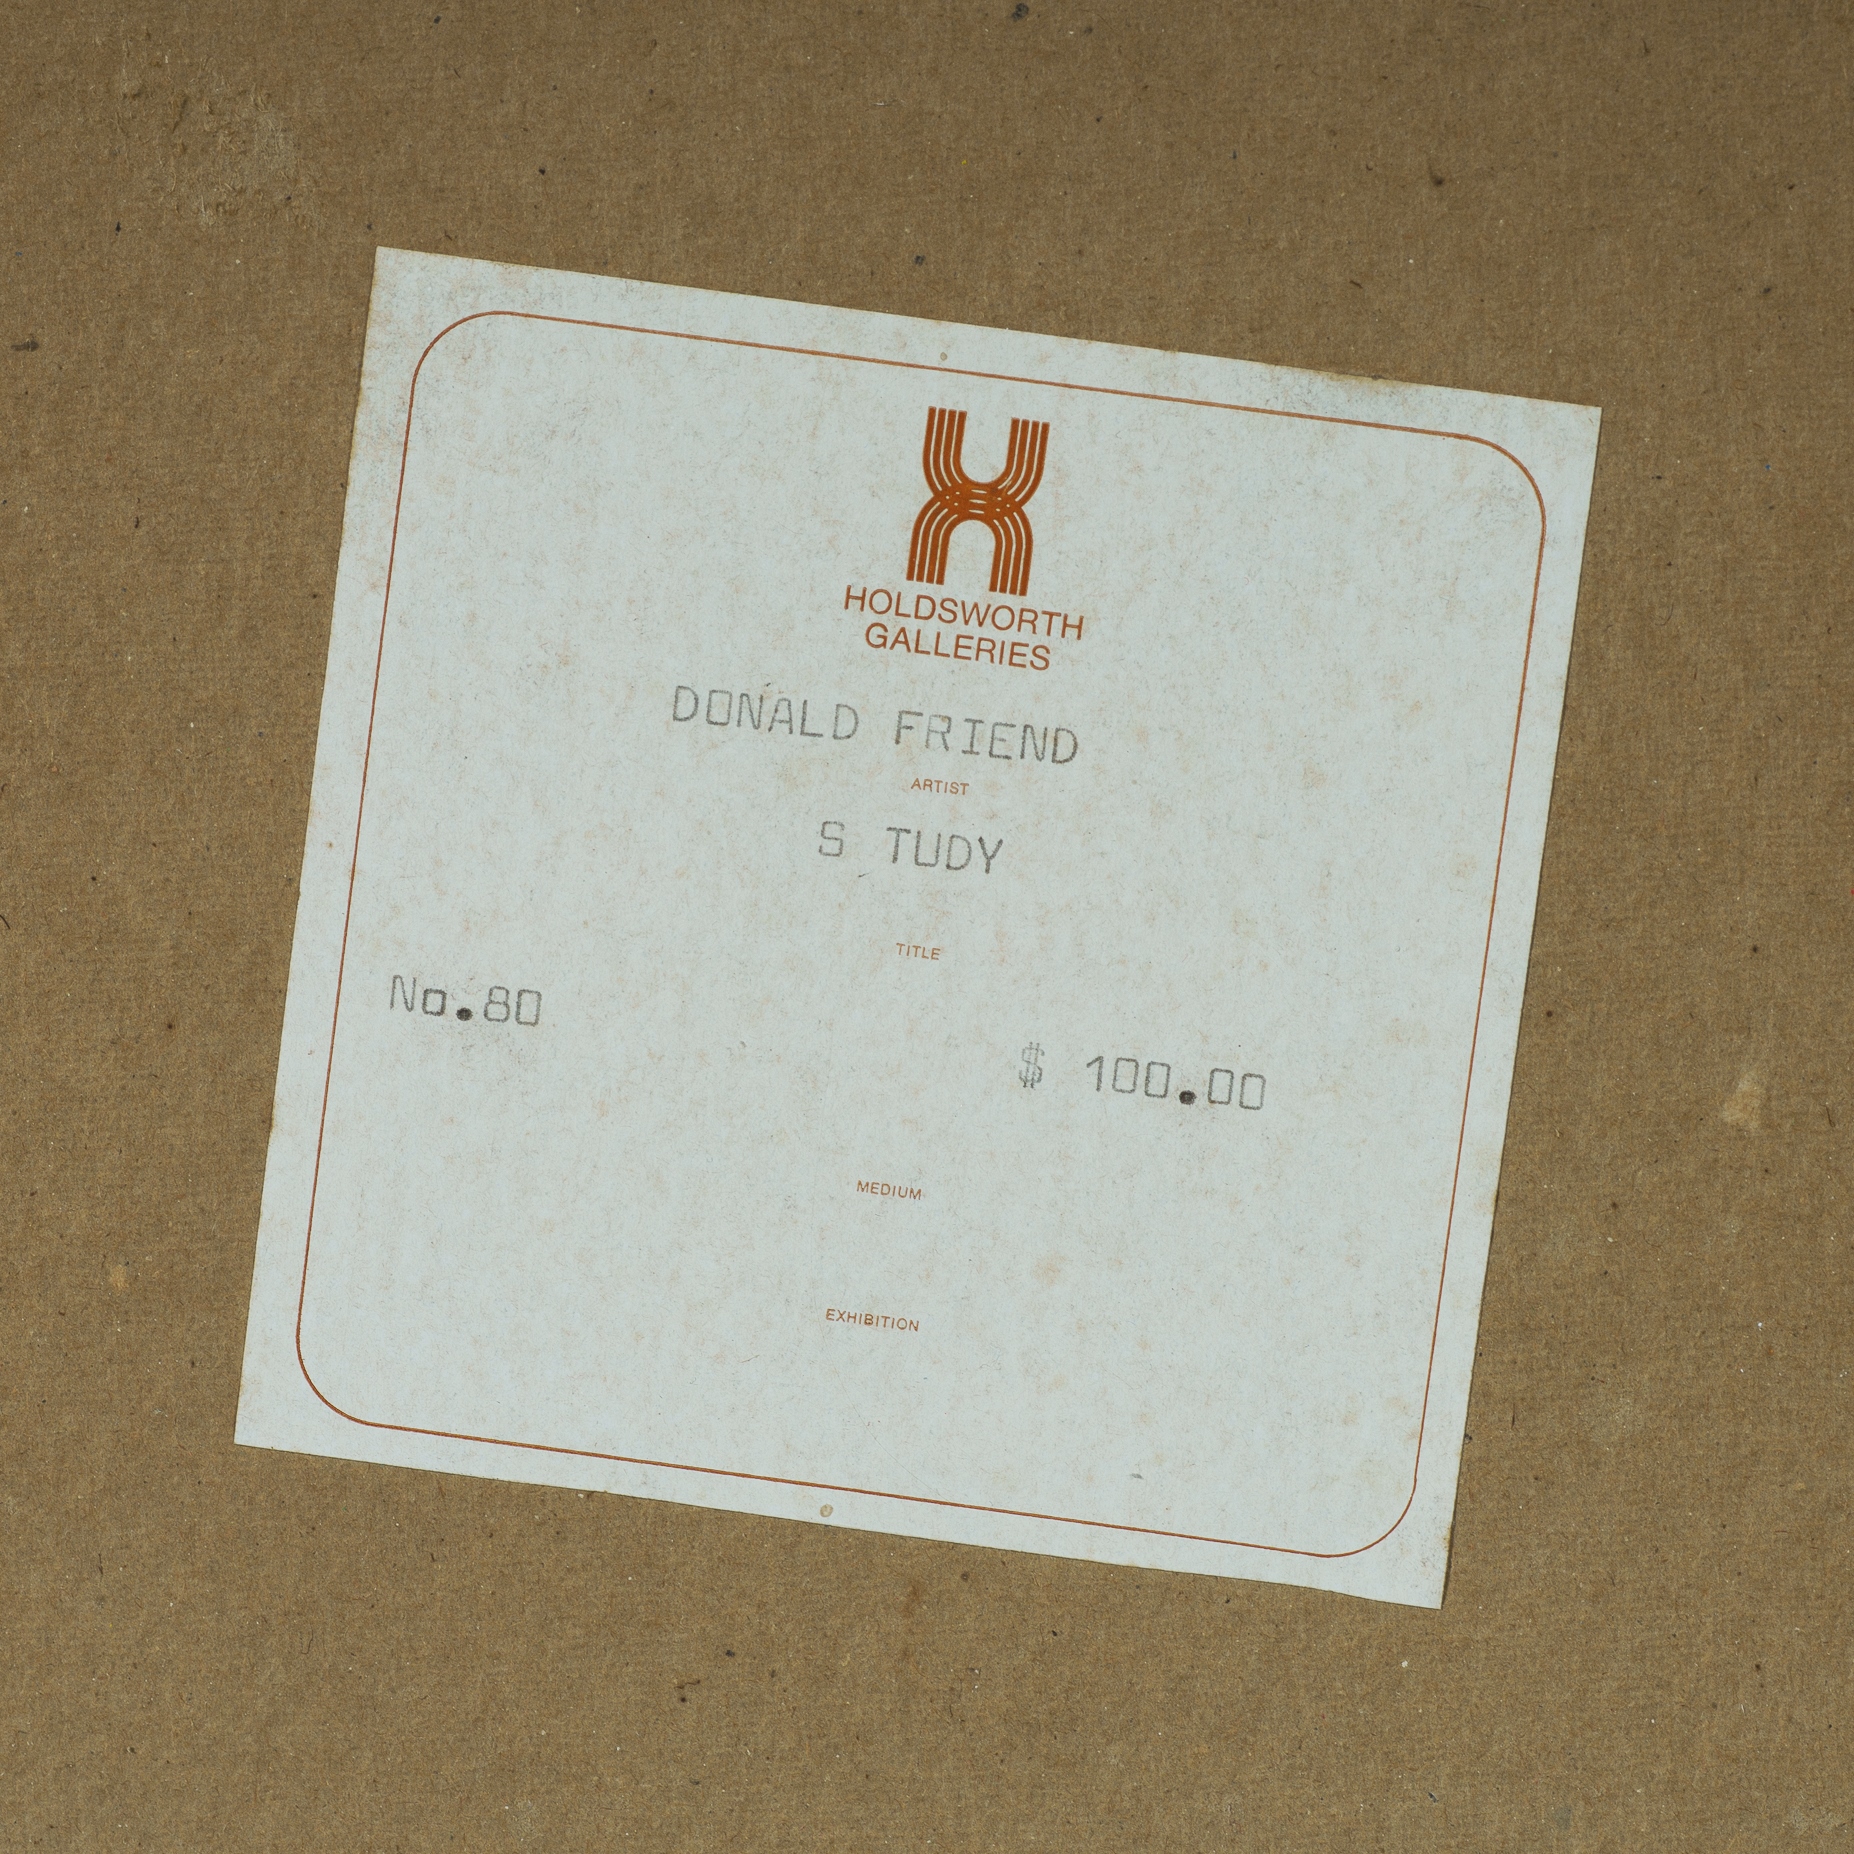 HOLDSWORTH
GALLERIES
DONALD FRIEND
ARTIST
S TUDY
TITLE
No.80
$ 100.00
MEDIUM
EXHIBITION